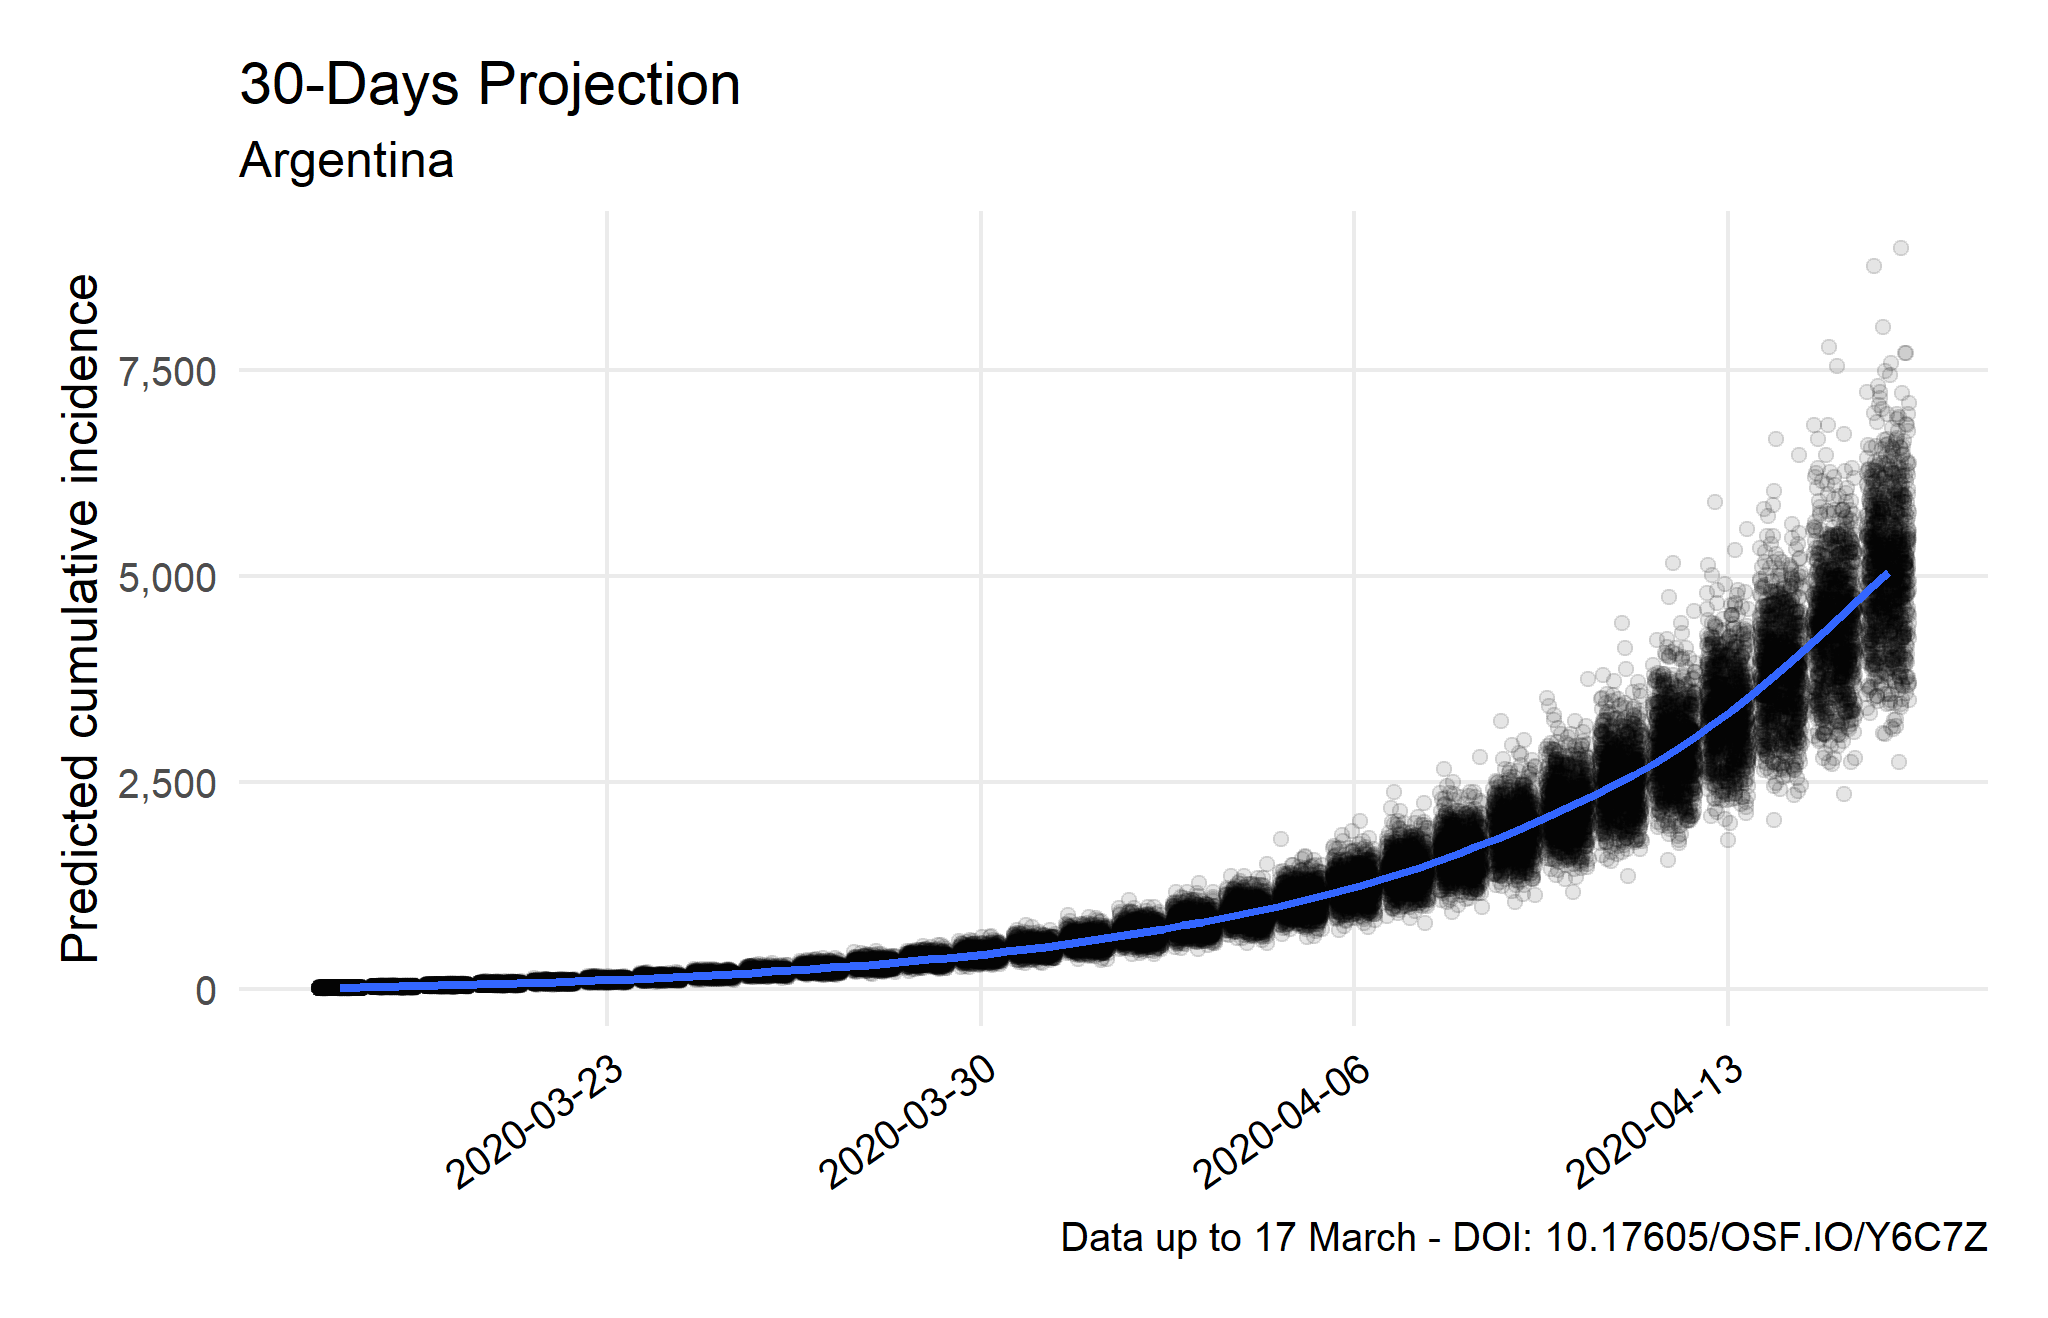 30-Days Projection
Argentina
Predicted cumulative incidence
7,500
5,000
2,500
0
2020-03-23
2020-03-30
2020-04-06
2020-04-13
Data up to 17 March - DOI: 10.17605/OSF.IO/Y6C7Z